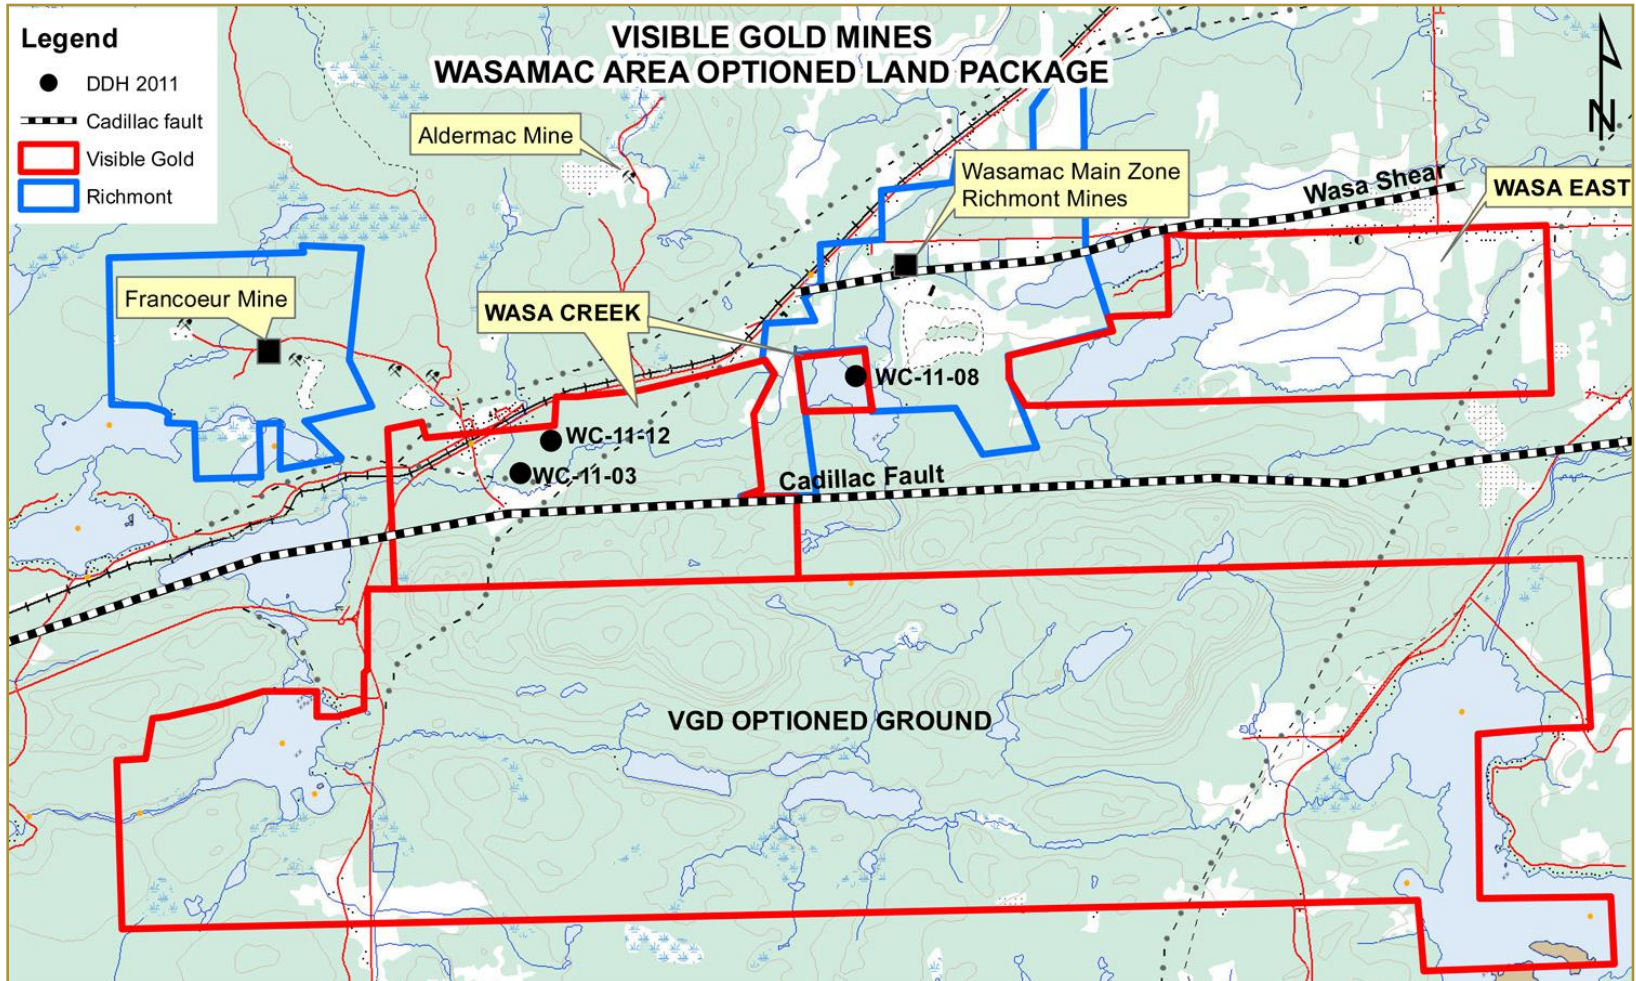 VISIBLE GOLD MINES
WASAMAC AREA OPTIONED LAND PACKAGE
Legend
DDH 2011
Cadillac fault
Visible Gold
Richmont
N
Aldermac Mine
Wasamac Main Zone
Richmont Mines
Wasa Shear
WASA EAST
Francoeur Mine
WASA CREEK
WC-11-08
WC-11-12
WC-11-03
Cadillac Fault
VGD OPTIONED GROUND